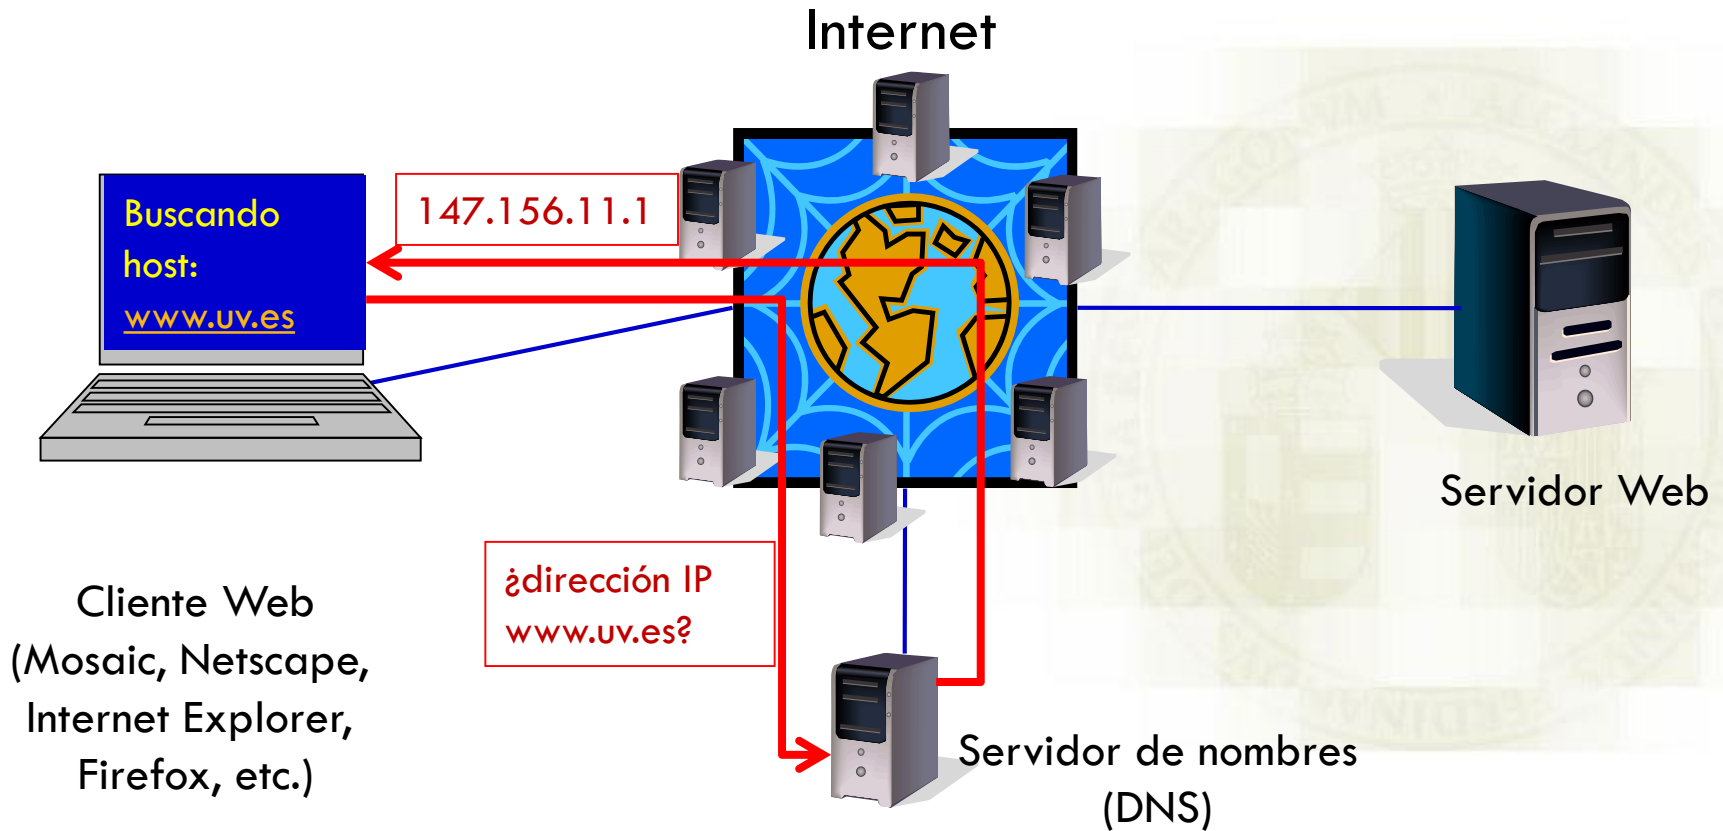 Internet
Buscando
host:
www.uv.es
147.156.11.1
Servidor Web
¿dirección IP
www.uv.es?
Cliente Web
(Mosaic, Netscape,
Internet Explorer,
Firefox, etc.)
Servidor de nombres
(DNS)